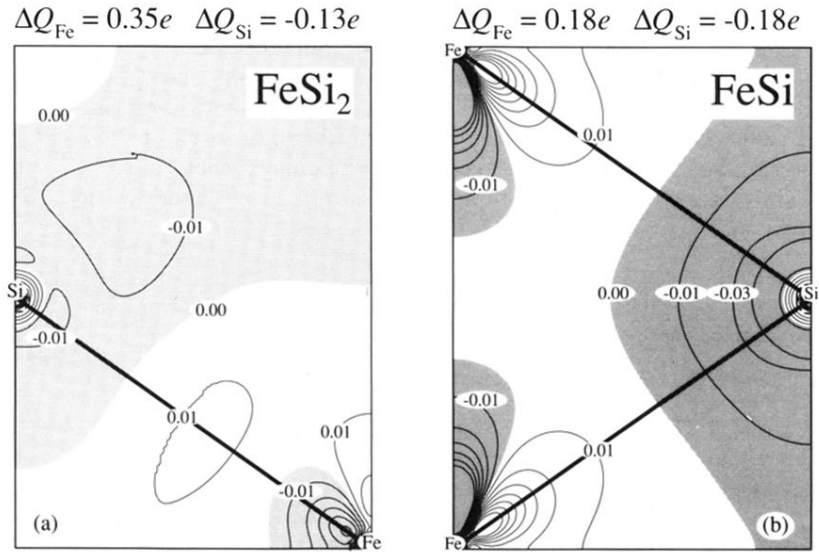 ΔQFe = 0.35e ΔQSi = -0.13e
FeSi2
0.00
-0.01
Si
0.00
-0.01
0.01
0.01
-0.01
(a)
Fe
ΔQFe = 0.18e ΔQSi = -0.18e
Fe
FeSi
0.01
-0.01
0.00
-0.01
-0.03
Si
-0.01
0.01
Fe
(b)